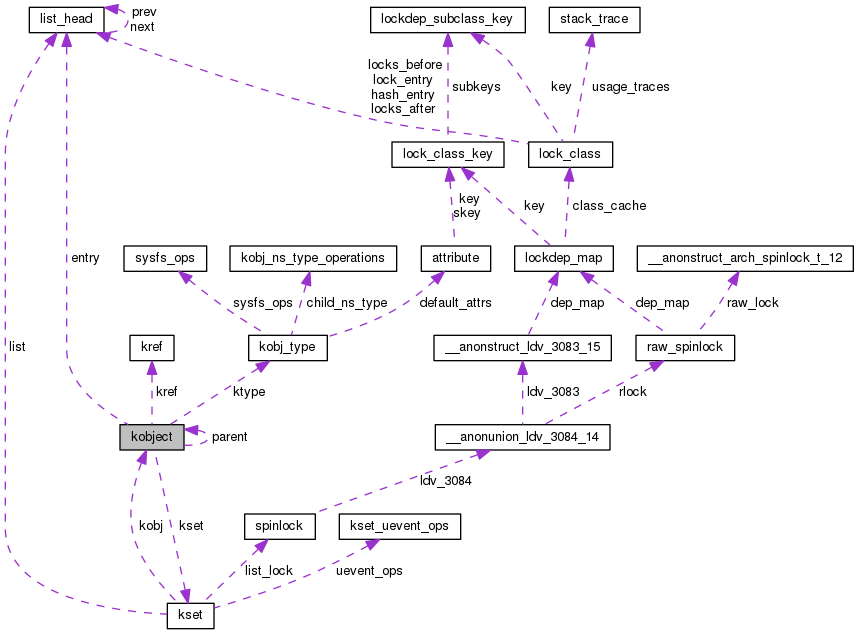 list_head
prev
next
lockdep_subclass_key
stack_trace
locks_before
lock_entry
hash_entry
locks_after
subkeys
key
usage_traces
lock_class_key
lock_class
key
skey
key
class_cache
sysfs_ops
kobj_ns_type_operations
attribute
lockdep_map
__anonstruct_arch_spinlock_t_12
entry
sysfs_ops
child_ns_type
default_attrs
dep_map
dep_map
raw_lock
list
kref
kobj_type
__anonstruct_ldv_3083_15
raw_spinlock
kref
ktype
ldv_3083
rlock
kobject
parent
__anonunion_ldv_3084_14
ldv_3084
kobj
kset
spinlock
kset_uevent_ops
list_lock
uevent_ops
kset